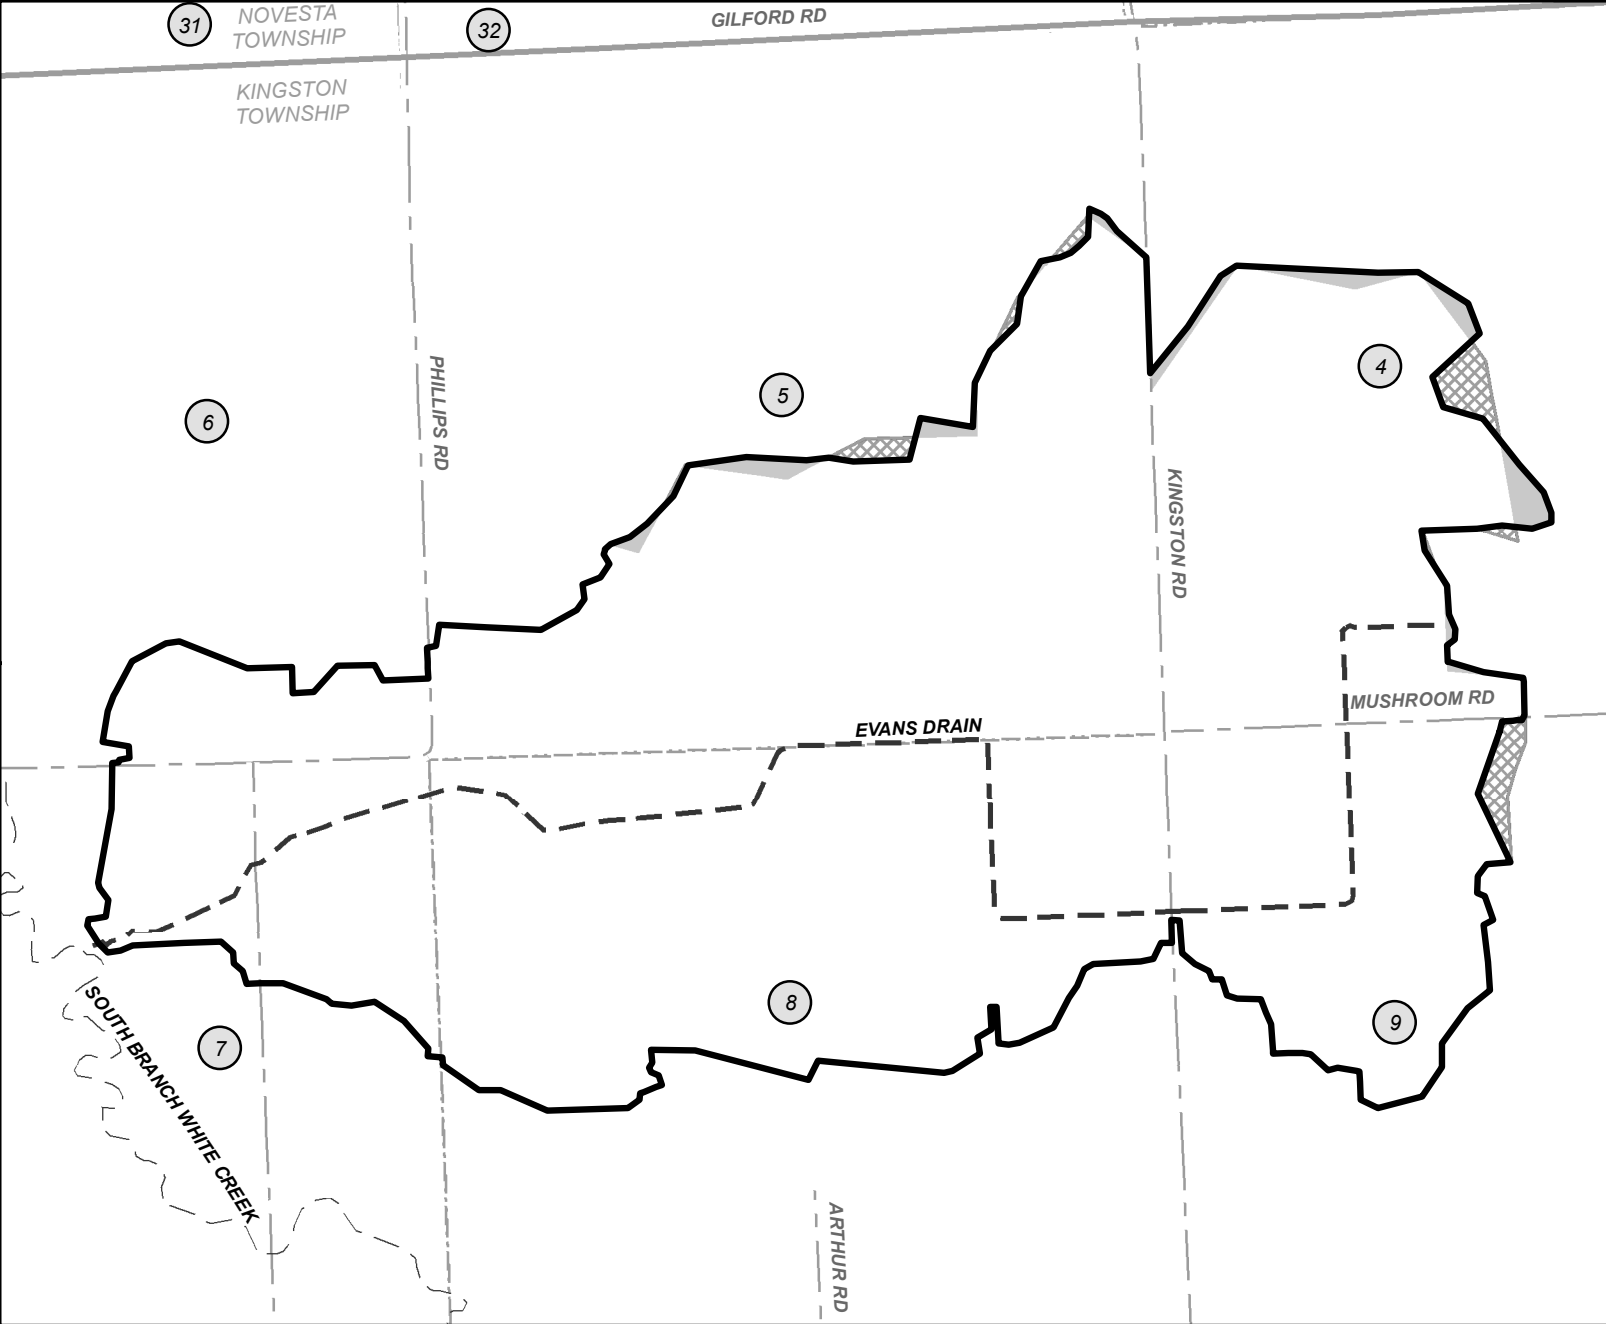 31
NOVESTA
TOWNSHIP
32
GILFORD RD
KINGSTON
TOWNSHIP
PHILLIPS RD
5
4
6
KINGSTON RD
MUSHROOM RD
EVANS DRAIN
SOUTH BRANCH WHITE CREEK
8
9
7
ARTHUR RD